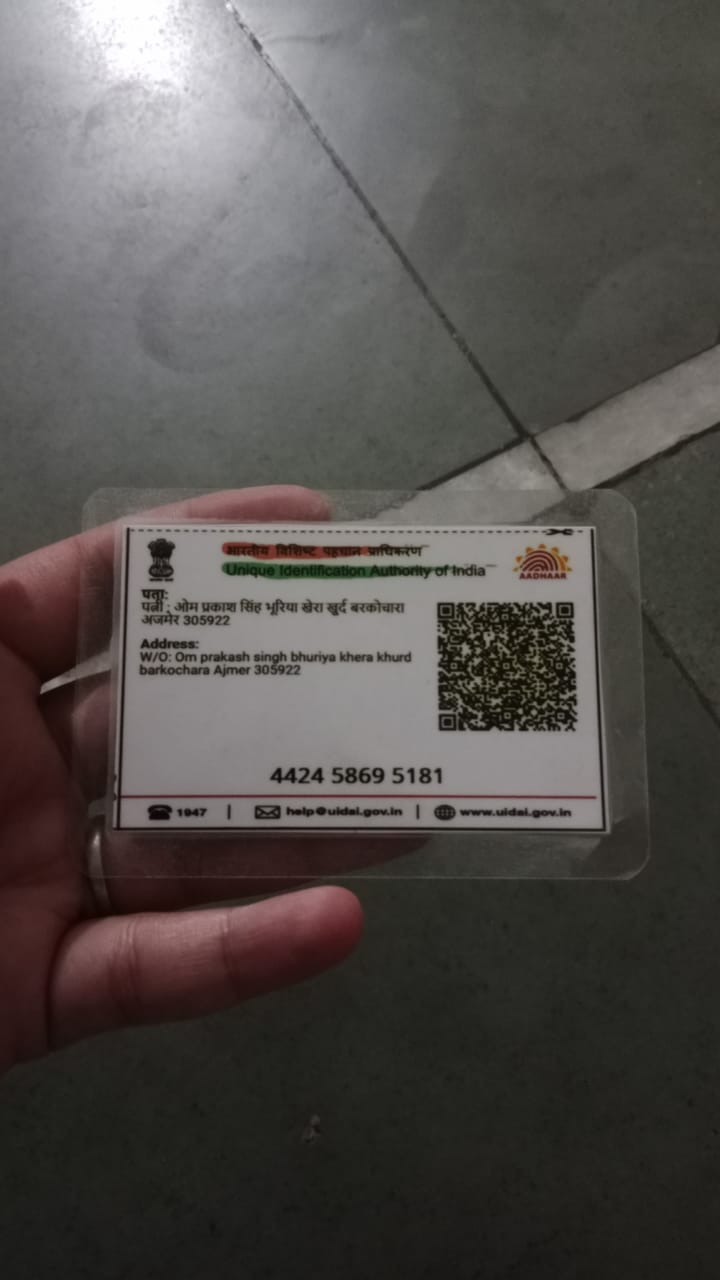 भारतीय विशिष्ट पहचान प्राधिकरण
Unique Identification Authority of India
AADHAAR
पता:
पत्नी : ओम प्रकाश सिंह भूरिया खेरा खुर्द बरकोचारा
अजमेर 305922
Address:
W/O: Om prakash singh bhuriya khera khurd
barkochara Ajmer 305922
4424 5869 5181
1947 | help@uidai.gov.in | www.uidai.gov.in